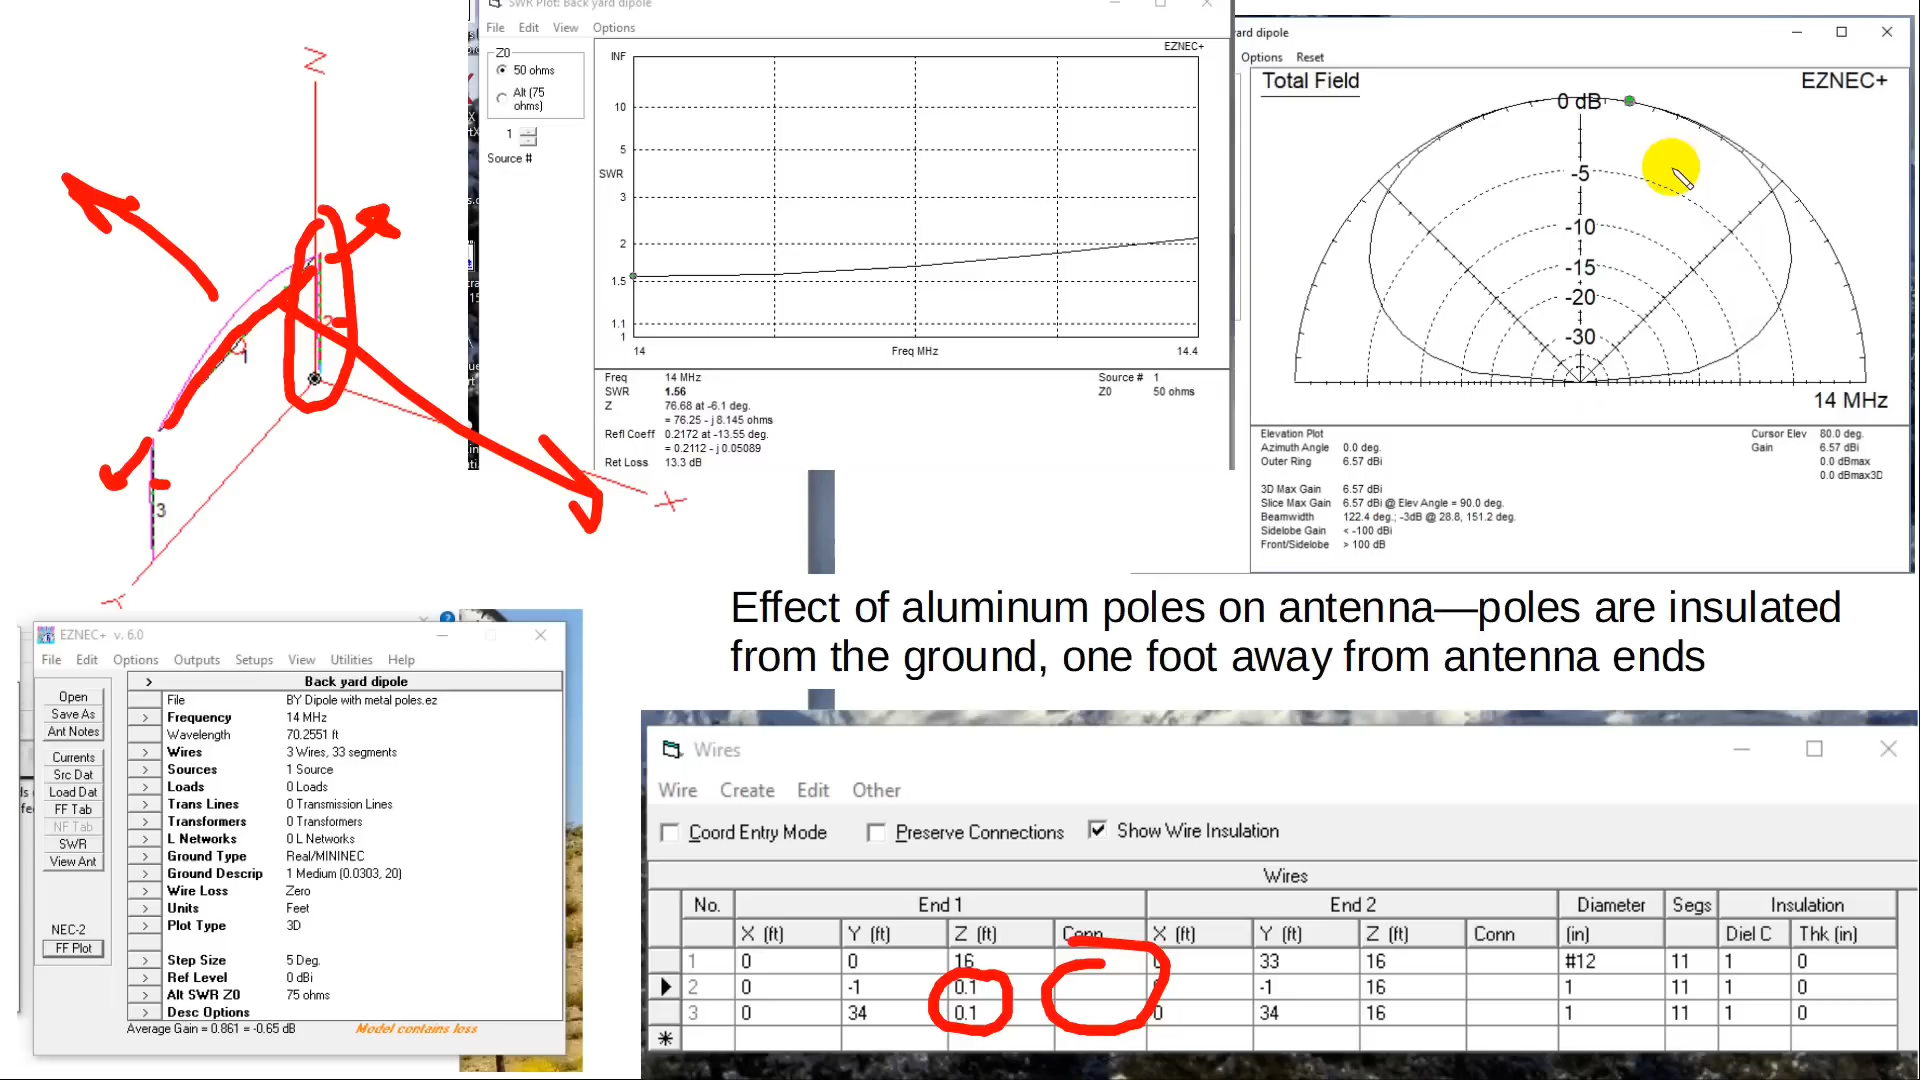 SWR Plot: Back yard dipole
File Edit View Options
Z0
50 ohms
Alt (75
ohms)
1
Source #
EZNEC+
INF
10
5
SWR
3
2
1.5
1.1
1
14 Freq MHz 14.4
Freq 14 MHz Source # 1
SWR 1.56 Z0 50 ohms
Z 76.68 at -6.1 deg.
= 76.25 - j 8.145 ohms
Refl Coeff 0.2172 at -13.55 deg.
= 0.2112 - j 0.05089
Ret Loss 13.3 dB
ard dipole
Options Reset
Total Field EZNEC+
0 dB
-5
-10
-15
-20
-30
14 MHz
Elevation Plot Cursor Elev 80.0 deg.
Azimuth Angle 0.0 deg. Gain 6.57 dBi
Outer Ring 6.57 dBi 0.0 dBmax
0.0 dBmax3D
3D Max Gain 6.57 dBi
Slice Max Gain 6.57 dBi @ Elev Angle = 90.0 deg.
Beamwidth 122.4 deg.; -3dB @ 28.8, 151.2 deg.
Sidelobe Gain < -100 dBi
Front/Sidelobe > 100 dB
Z
2
1
X
3
Y
Effect of aluminum poles on antenna—poles are insulated
from the ground, one foot away from antenna ends
EZNEC+ v. 6.0
File Edit Options Outputs Setups View Utilities Help
> Back yard dipole
Open File BY Dipole with metal poles.ez
Save As > Frequency 14 MHz
Ant Notes Wavelength 70.2551 ft
Currents > Wires 3 Wires, 33 segments
Src Dat > Sources 1 Source
Load Dat > Loads 0 Loads
FF Tab > Trans Lines 0 Transmission Lines
NF Tab > Transformers 0 Transformers
SWR > L Networks 0 L Networks
View Ant > Ground Type Real/MININEC
> Ground Descrip 1 Medium (0.0303, 20)
> Wire Loss Zero
> Units Feet
NEC-2 > Plot Type 3D
FF Plot
> Step Size 5 Deg.
> Ref Level 0 dBi
> Alt SWR Z0 75 ohms
> Desc Options
Average Gain = 0.861 = -0.65 dB Model contains loss
Wires
Wire Create Edit Other
Coord Entry Mode Preserve Connections Show Wire Insulation
Wires
No. End 1 End 2 Diameter Segs Insulation
X (ft) Y (ft) Z (ft) Conn X (ft) Y (ft) Z (ft) Conn (in) Diel C Thk (in)
1 0 0 16 0 33 16 #12 11 1 0
2 0 -1 0.1 -1 16 1 11 1 0
3 0 34 0.1 0 34 16 1 11 1 0
*